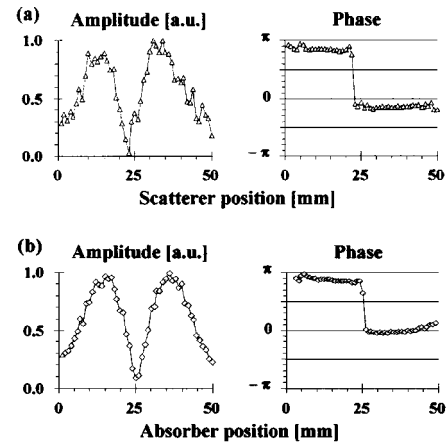 (a)
Amplitude [a.u.]
Phase
1.0
0.5
0.0
0 25 50
π
0
-π
0 25 50
Scatterer position [mm]
(b)
Amplitude [a.u.]
Phase
1.0
0.5
0.0
0 25 50
π
0
-π
0 25 50
Absorber position [mm]